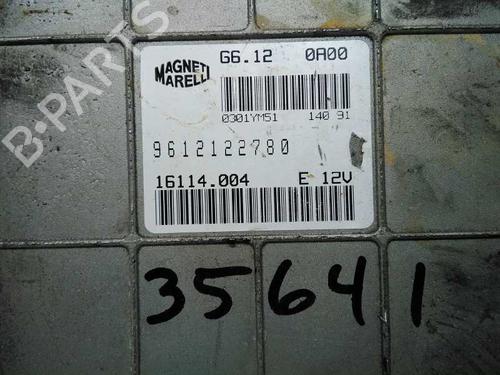 G6.12 0A00
MAGNETI
MARELLI
0301YM51 140 91
9612122780
16114.004 E 12V
35641
B-PARTS